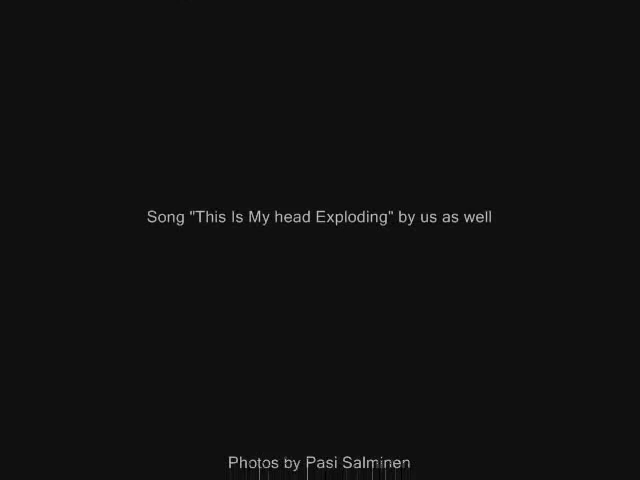 Song "This Is My head Exploding" by us as well
Photos by Pasi Salminen